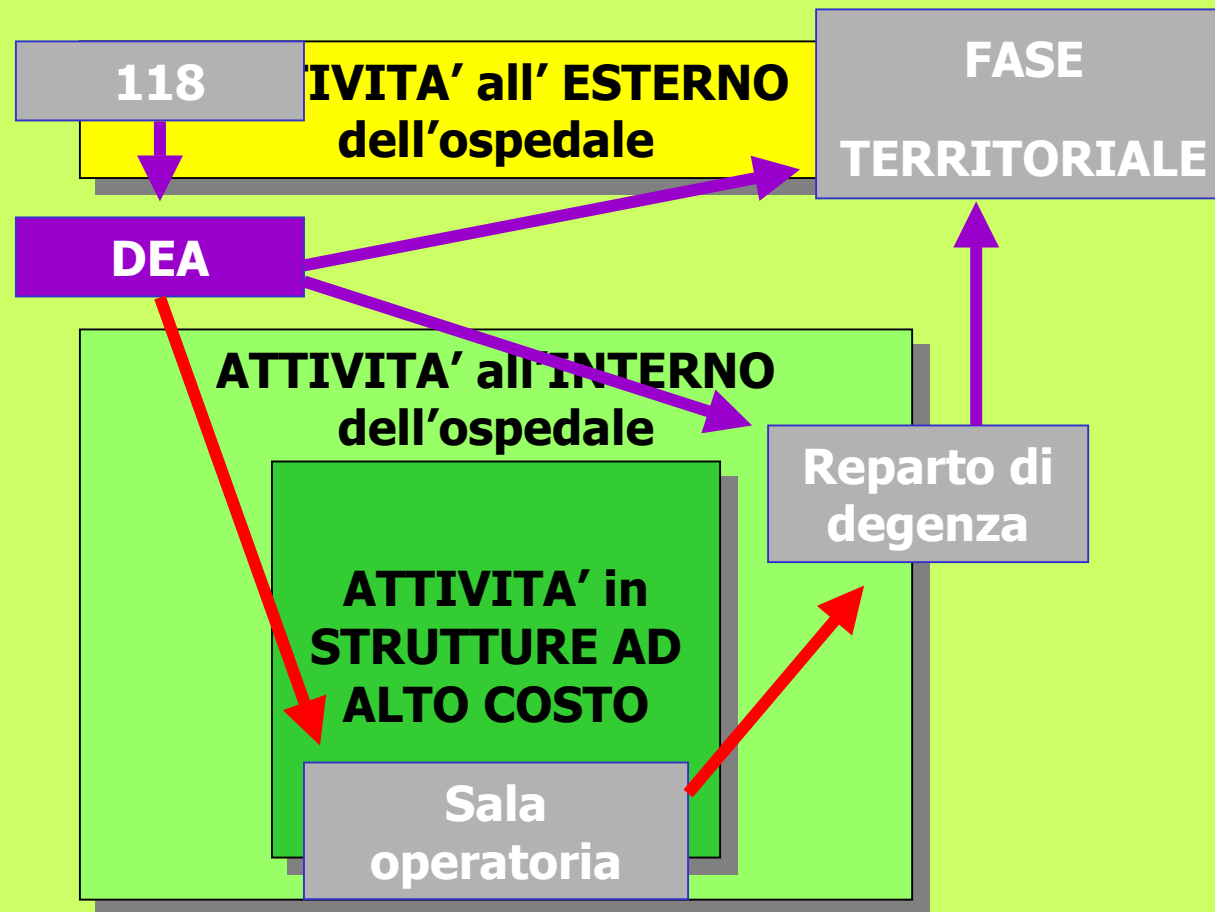 118
IVITA’ all’ ESTERNO
dell’ospedale
FASE
TERRITORIALE
DEA
ATTIVITA’ all’INTERNO
dell’ospedale
Reparto di
degenza
ATTIVITA’ in
STRUTTURE AD
ALTO COSTO
Sala
operatoria